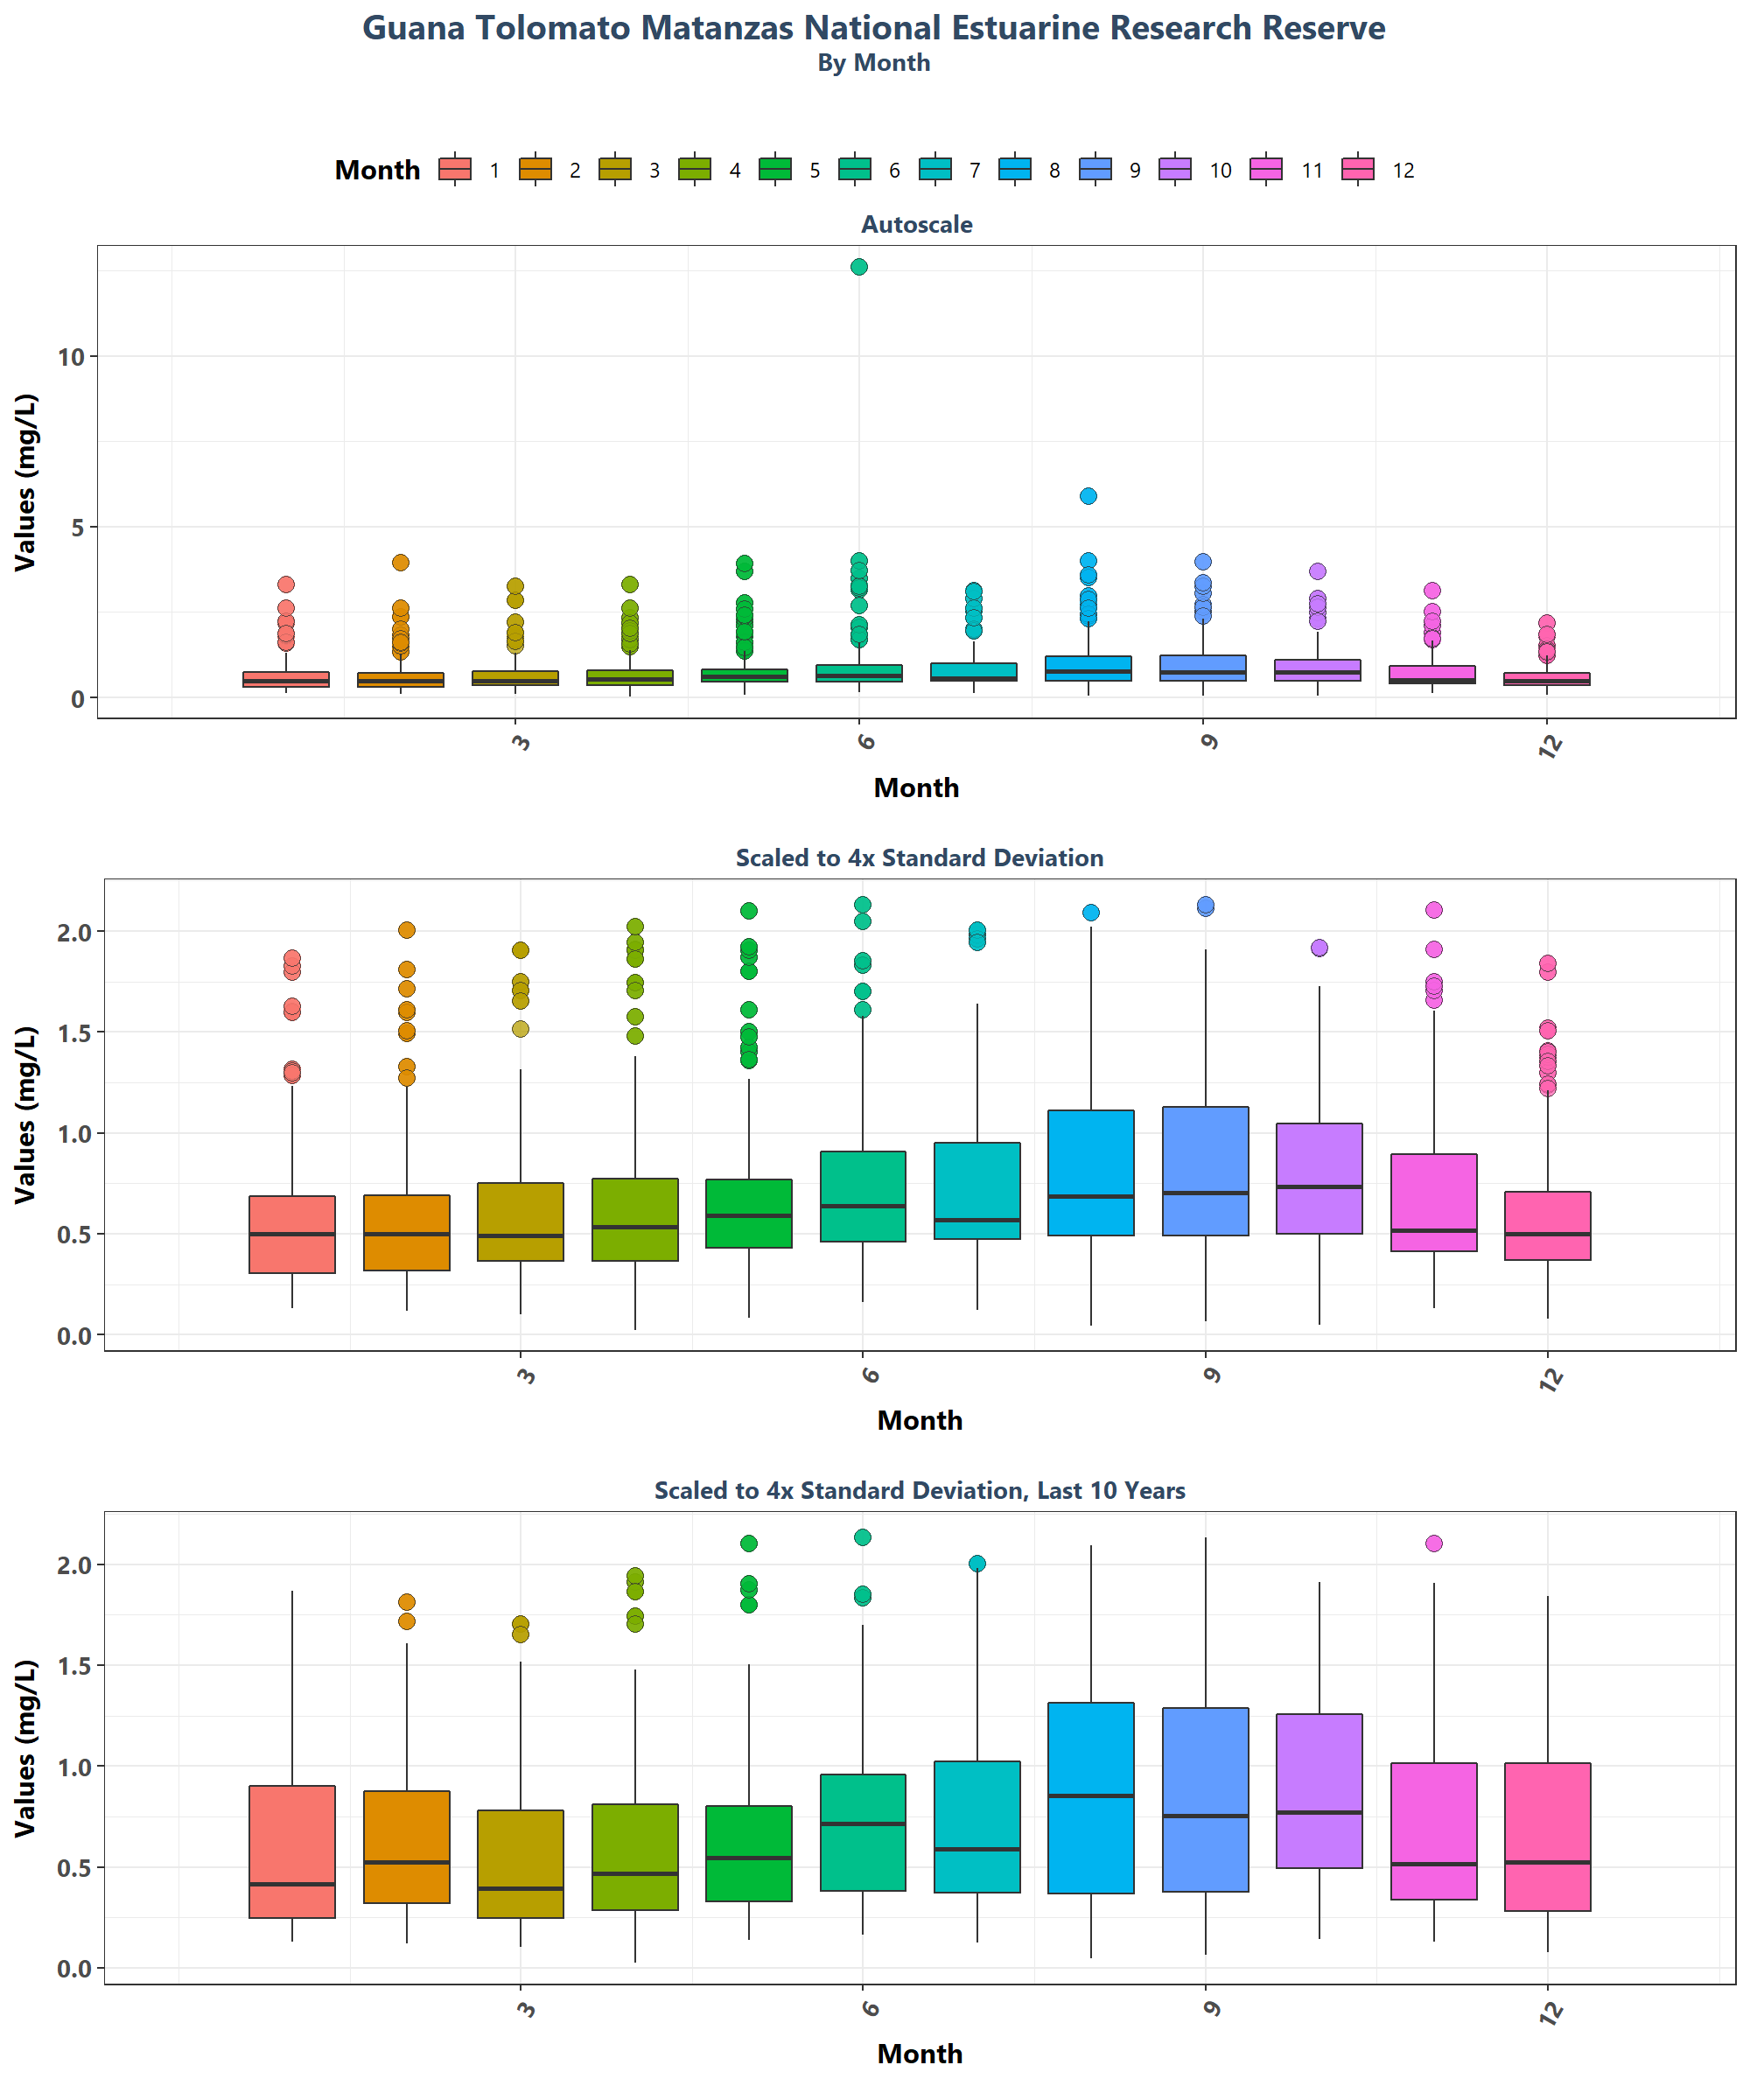 Guana Tolomato Matanzas National Estuarine Research Reserve
By Month
Month 1 2 3 4 5 6 7 8 9 10 11 12
Autoscale
Values (mg/L)
10
5
0
3 6 9 12
Month
Scaled to 4x Standard Deviation
Values (mg/L)
2.0
1.5
1.0
0.5
0.0
3 6 9 12
Month
Scaled to 4x Standard Deviation, Last 10 Years
Values (mg/L)
2.0
1.5
1.0
0.5
0.0
3 6 9 12
Month